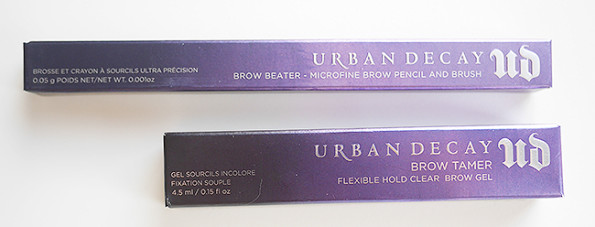 BROSSE ET CRAYON À SOURCILS ULTRA PRÉCISION
0.05 g POIDS NET/NET WT. 0.001oz
URBAN DECAY
BROW BEATER - MICROFINE BROW PENCIL AND BRUSH
UD
GEL SOURCILS INCOLORE
FIXATION SOUPLE
4.5 ml / 0.15 fl oz
URBAN DECAY
BROW TAMER
FLEXIBLE HOLD CLEAR BROW GEL
UD